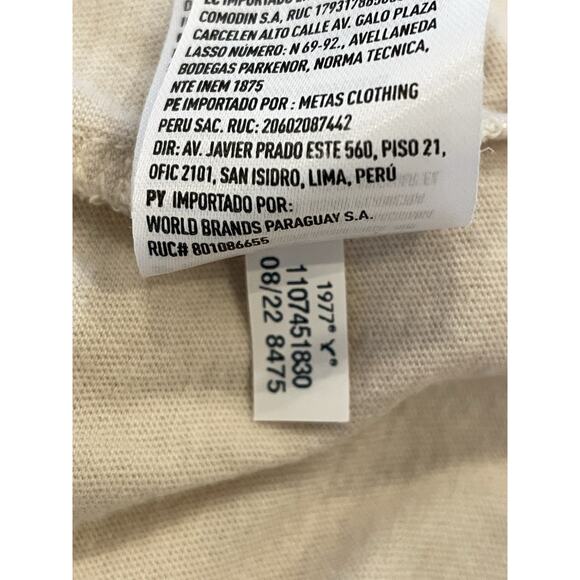 EC IMPORTADO
COMODIN S.A, RUC
CARCELEN ALTO CALLE AV. GALO PLAZA
LASSO NÚMERO: N 69-92., AVELLANEDA
BODEGAS PARKENOR, NORMA TECNICA,
NTE INEM 1875
PE IMPORTADO POR : METAS CLOTHING
PERU SAC. RUC: 20602087442
DIR: AV. JAVIER PRADO ESTE 560, PISO 21,
OFIC 2101, SAN ISIDRO, LIMA, PERÚ
PY IMPORTADO POR:
WORLD BRANDS PARAGUAY S.A.
RUC# 801086655
1977® Y®
1107451830
08/22 8475